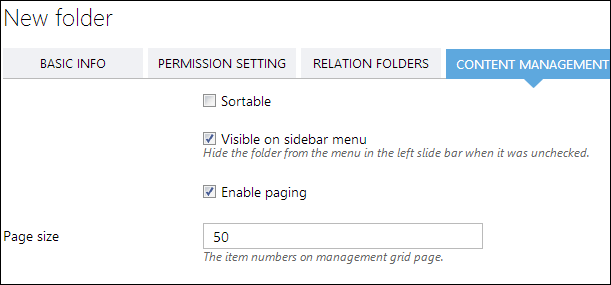 New folder
BASIC INFO PERMISSION SETTING RELATION FOLDERS CONTENT MANAGEMENT
Sortable
Visible on sidebar menu
Hide the folder from the menu in the left slide bar when it was unchecked.
Enable paging
Page size 50
The item numbers on management grid page.